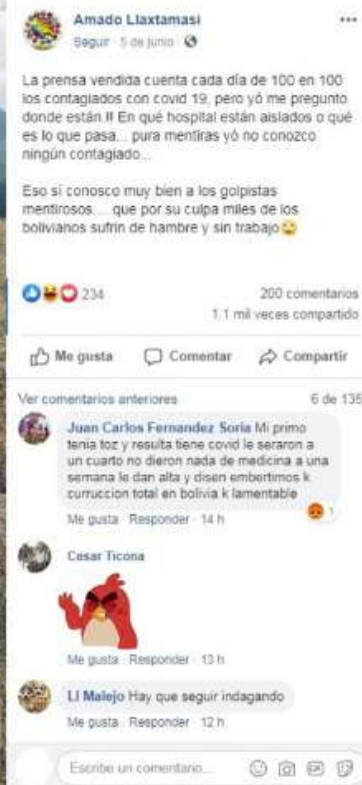 Amado Llaxtamasi
Seguir · 5 de junio ·
La prensa vendida cuenta cada día de 100 en 100
los contagiados con covid 19, pero yó me pregunto
donde están.!! En qué hospital están aislados o qué
es lo que pasa... pura mentiras yó no conozco
ningún contagiado...
Eso sí conosco muy bien a los golpistas
mentirosos.... que por su culpa miles de los
bolivianos sufrin de hambre y sin trabajo
234
200 comentarios
1.1 mil veces compartido
Me gusta Comentar Compartir
Ver comentarios anteriores 6 de 135
Juan Carlos Fernandez Soria Mi primo
tenia toz y resulta tiene covid le seraron a
un cuarto no dieron nada de medicina a una
semana le dan alta y disen embertimos k
curruccion total en bolivia k lamentable
1
Me gusta · Responder · 14 h
Cesar Ticona
Me gusta · Responder · 13 h
Ll Malejo Hay que seguir indagando
Me gusta · Responder · 12 h
Escribe un comentario...
GIF